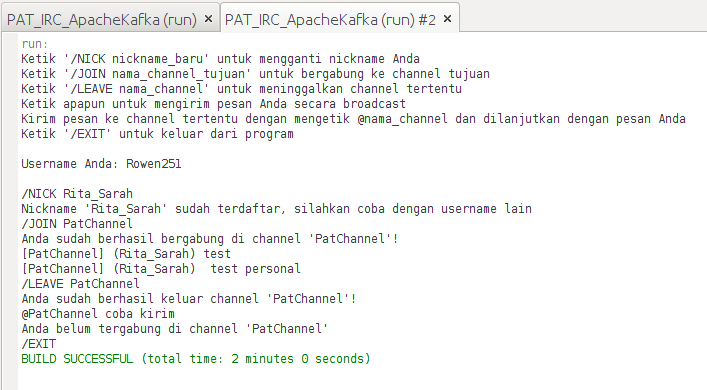 PAT_IRC_ApacheKafka (run) × PAT_IRC_ApacheKafka (run) #2 ×
run:
Ketik '/NICK nickname_baru' untuk mengganti nickname Anda
Ketik '/JOIN nama_channel_tujuan' untuk bergabung ke channel tujuan
Ketik '/LEAVE nama_channel' untuk meninggalkan channel tertentu
Ketik apapun untuk mengirim pesan Anda secara broadcast
Kirim pesan ke channel tertentu dengan mengetik @nama_channel dan dilanjutkan dengan pesan Anda
Ketik '/EXIT' untuk keluar dari program
Username Anda: Rowen251
/NICK Rita_Sarah
Nickname 'Rita_Sarah' sudah terdaftar, silahkan coba dengan username lain
/JOIN PatChannel
Anda sudah berhasil bergabung di channel 'PatChannel'!
[PatChannel] (Rita_Sarah) test
[PatChannel] (Rita_Sarah)  test personal
/LEAVE PatChannel
Anda sudah berhasil keluar channel 'PatChannel'!
@PatChannel coba kirim
Anda belum tergabung di channel 'PatChannel'
/EXIT
BUILD SUCCESSFUL (total time: 2 minutes 0 seconds)